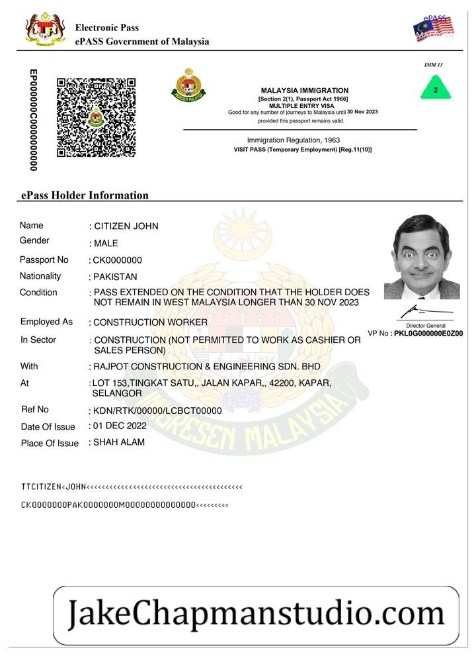 Electronic Pass
ePASS Government of Malaysia
ePASS
Malaysia
IMM 13
2
EP000000C0000000000
MALAYSIA IMMIGRATION
[Section 2(1), Passport Act 1966]
MULTIPLE ENTRY VISA
Good for any number of journeys to Malaysia until 30 Nov 2023
provided this passport remains valid.
Immigration Regulation, 1963
VISIT PASS (Temporary Employment) [Reg.11(10)]
ePass Holder Information
Name : CITIZEN JOHN
Gender : MALE
Passport No : CK0000000
Nationality : PAKISTAN
Condition : PASS EXTENDED ON THE CONDITION THAT THE HOLDER DOES
NOT REMAIN IN WEST MALAYSIA LONGER THAN 30 NOV 2023
Employed As : CONSTRUCTION WORKER
In Sector : CONSTRUCTION (NOT PERMITTED TO WORK AS CASHIER OR
SALES PERSON)
With : RAJPOT CONSTRUCTION & ENGINEERING SDN. BHD
At : LOT 153,TINGKAT SATU,, JALAN KAPAR,, 42200, KAPAR,
SELANGOR
Ref No : KDN/RTK/00000/LCBCT00000
Date Of Issue : 01 DEC 2022
Place Of Issue : SHAH ALAM
Director General
VP No : PKL0G000000E0Z00
IMIGRESEN MALAYSIA
TTCITIZEN<JOHN<<<<<<<<<<<<<<<<<<<<<<<<<<<<<<<<<<<<<<<
CK0000000PAK0000000M00000000000000<<<<<<<<
JakeChapmanstudio.com